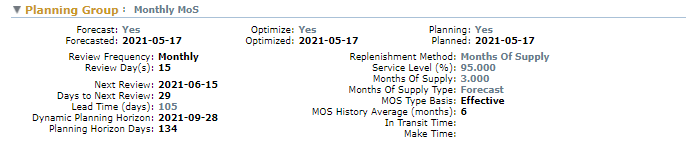 ▼ Planning Group : Monthly MoS
Forecast: Yes Optimize: Yes Planning: Yes
Forecasted: 2021-05-17 Optimized: 2021-05-17 Planned: 2021-05-17
Review Frequency: Monthly Replenishment Method: Months Of Supply
Review Day(s): 15 Service Level (%): 95.000
Months Of Supply: 3.000
Next Review: 2021-06-15 Months Of Supply Type: Forecast
Days to Next Review: 29 MOS Type Basis: Effective
Lead Time (days): 105 MOS History Average (months): 6
Dynamic Planning Horizon: 2021-09-28 In Transit Time:
Planning Horizon Days: 134 Make Time: